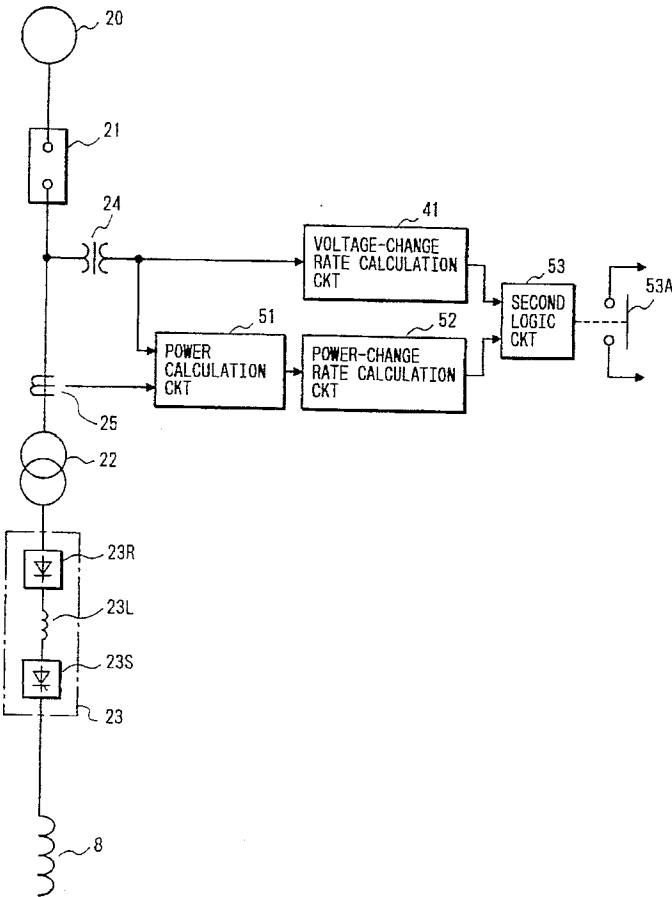 20
21
24
41
VOLTAGE-CHANGE
RATE CALCULATION
CKT
53
SECOND
LOGIC
CKT
53A
51
POWER
CALCULATION
CKT
52
POWER-CHANGE
RATE CALCULATION
CKT
25
22
23R
23L
23S
23
8